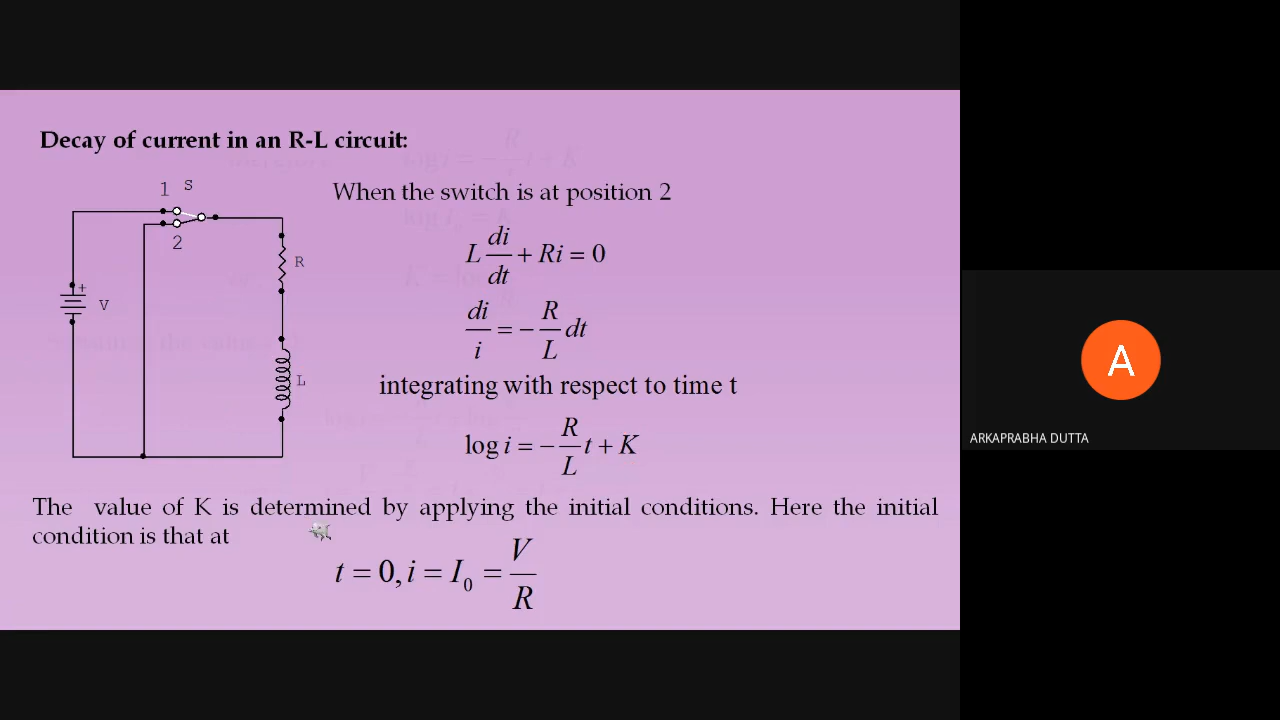 Decay of current in an R-L circuit:
1 S
2
R
+
V
L
When the switch is at position 2
L di/dt + Ri = 0
di/i = − R/L dt
integrating with respect to time t
log i = − R/L t + K
The value of K is determined by applying the initial conditions. Here the initial
condition is that at
t = 0, i = I₀ = V/R
A
ARKAPRABHA DUTTA